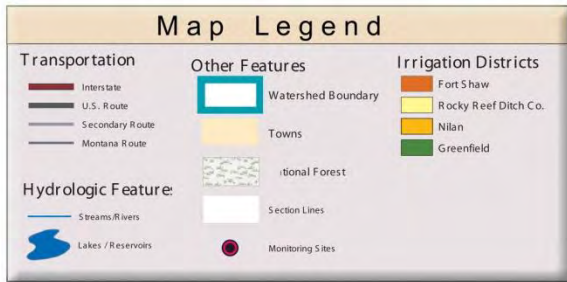 Map Legend
Transportation
Interstate
U.S. Route
Secondary Route
Montana Route
Hydrologic Feature:
Streams/Rivers
Lakes / Reservoirs
Other Features
Watershed Boundary
Towns
tional Forest
Section Lines
Monitoring Sites
Irrigation Districts
Fort Shaw
Rocky Reef Ditch Co.
Nilan
Greenfield